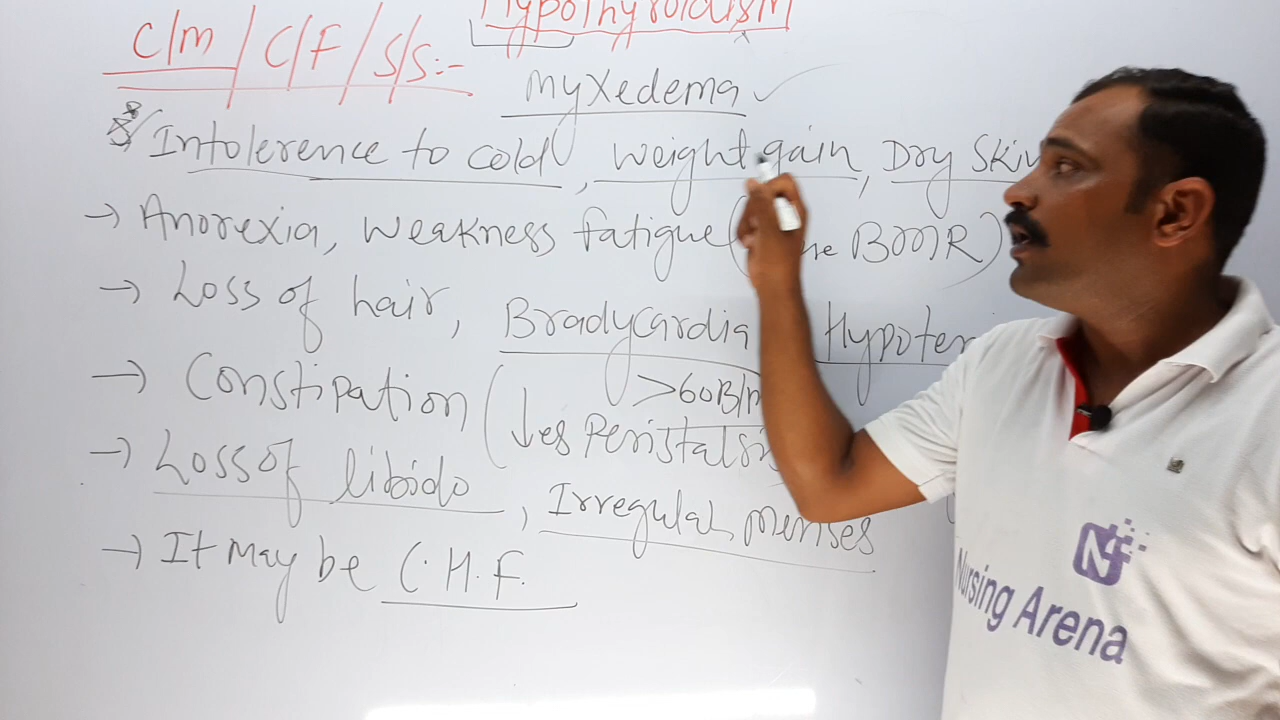 Hypothyroidism
C/M / C/F / S/S:-
Myxedema ✓
Intolerence to cold, weight gain, Dry Skin
→ Anorexia, weakness fatigue ( BMR)
→ Loss of hair, Bradycardia Hypoten
>60B/m
→ Constipation (↓es Peristalsis
→ Loss of libido, Irregular menses
→ It may be C.H.F.
N
Nursing Arena